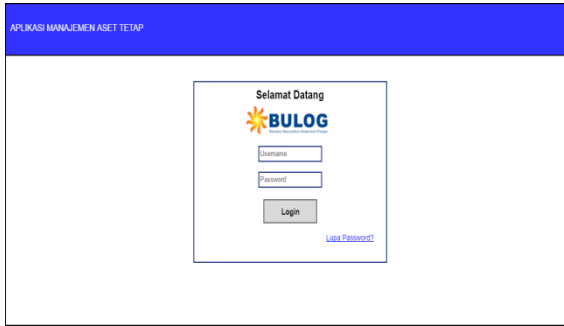 APLIKASI MANAJEMEN ASET TETAP
Selamat Datang
BULOG
Username
Password
Login
Lupa Password?